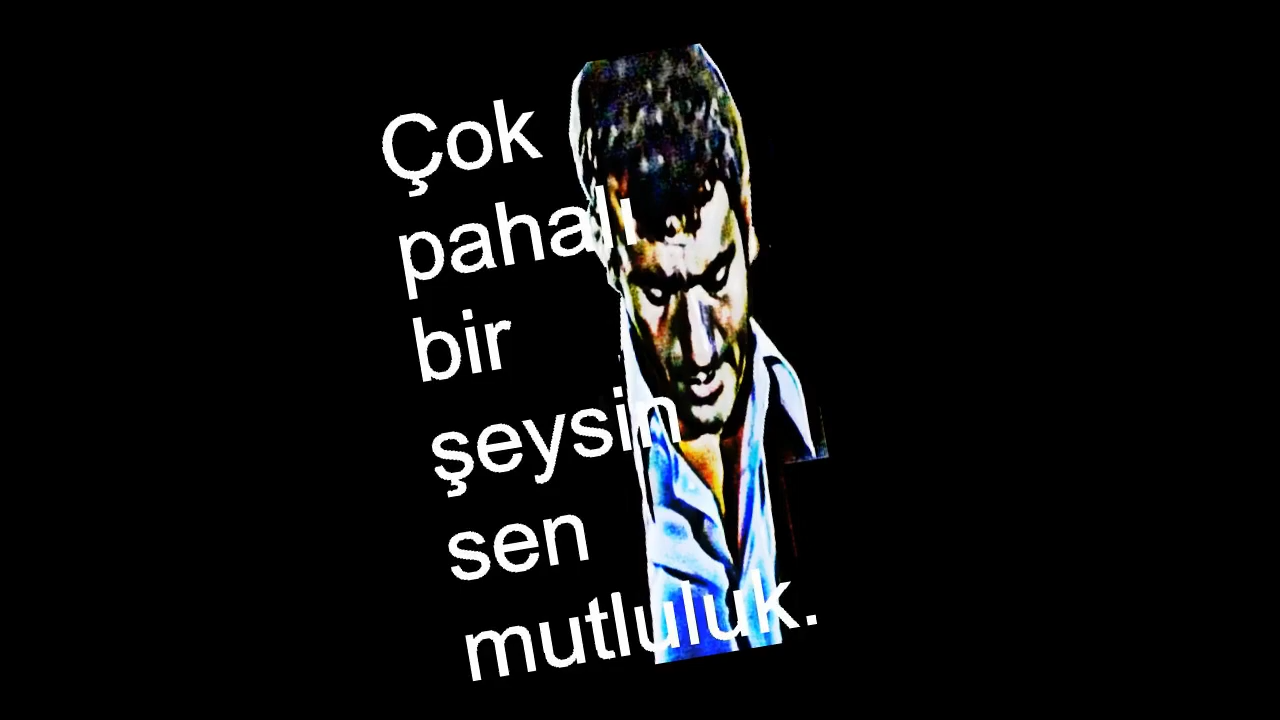 Çok
pahalı
bir
şeysin
sen
mutluluk.